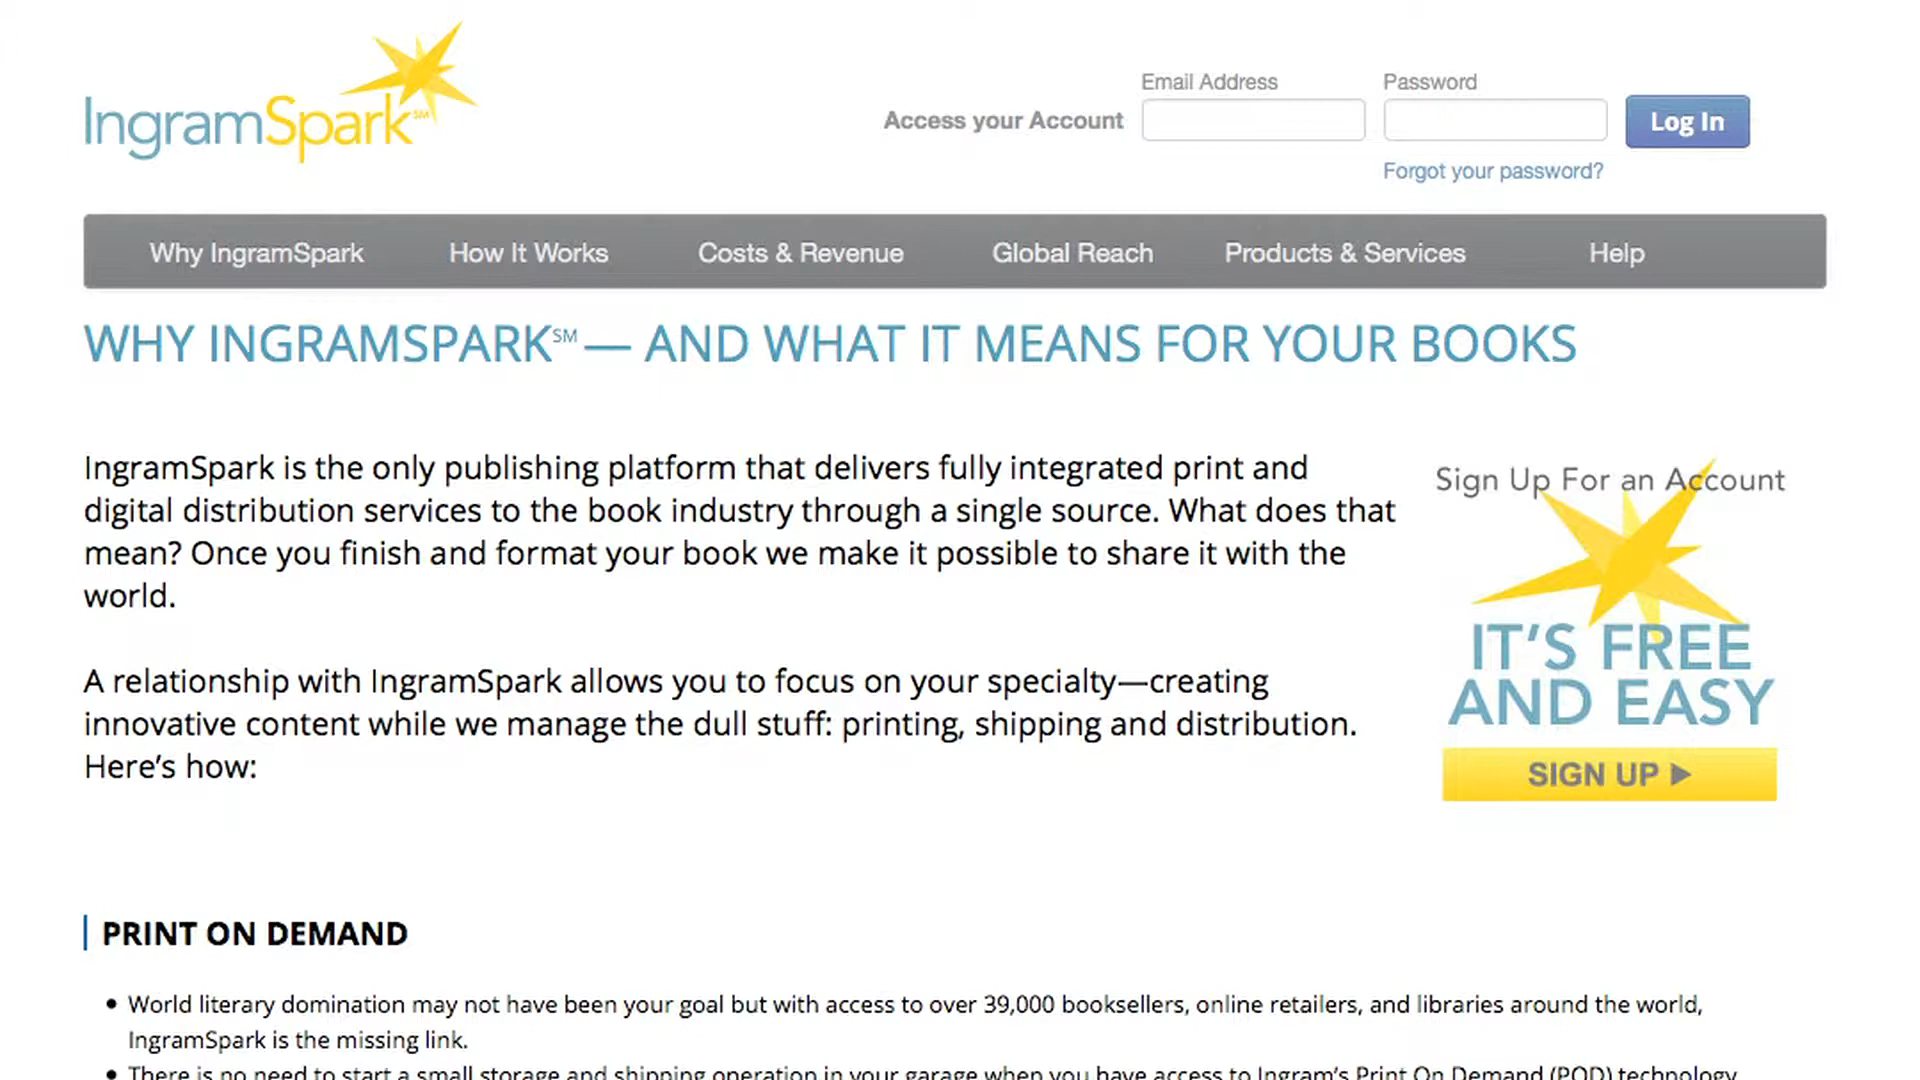 IngramSpark℠
Email Address
Password
Access your Account
Log In
Forgot your password?
Why IngramSpark
How It Works
Costs & Revenue
Global Reach
Products & Services
Help
WHY INGRAMSPARK℠ — AND WHAT IT MEANS FOR YOUR BOOKS
IngramSpark is the only publishing platform that delivers fully integrated print and
digital distribution services to the book industry through a single source. What does that
mean? Once you finish and format your book we make it possible to share it with the
world.
A relationship with IngramSpark allows you to focus on your specialty—creating
innovative content while we manage the dull stuff: printing, shipping and distribution.
Here’s how:
Sign Up For an Account
IT’S FREE
AND EASY
SIGN UP ▶
PRINT ON DEMAND
• World literary domination may not have been your goal but with access to over 39,000 booksellers, online retailers, and libraries around the world,
IngramSpark is the missing link.
• There is no need to start a small storage and shipping operation in your garage when you have access to Ingram’s Print On Demand (POD) technology